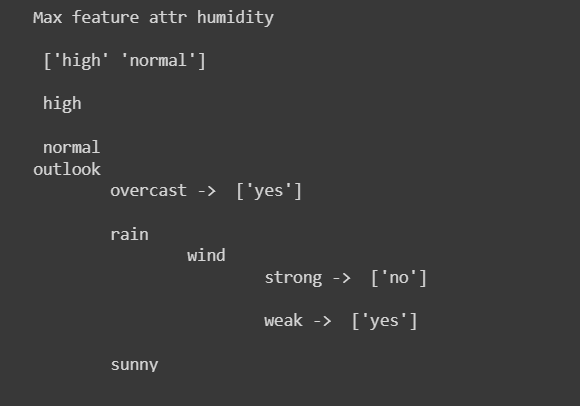 Max feature attr humidity
['high' 'normal']
high
normal
outlook
overcast -> ['yes']
rain
wind
strong -> ['no']
weak -> ['yes']
sunny